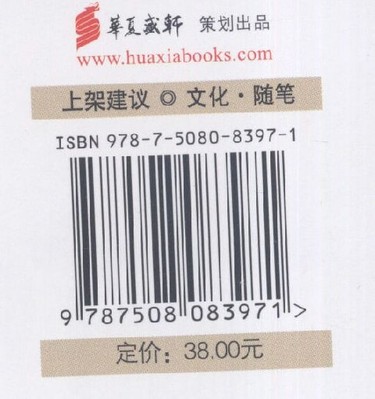 華夏盛軒 策划出品
www.huaxiabooks.com
上架建议 ◎ 文化·随笔
ISBN 978-7-5080-8397-1
9 787508 083971 >
定价：38.00元